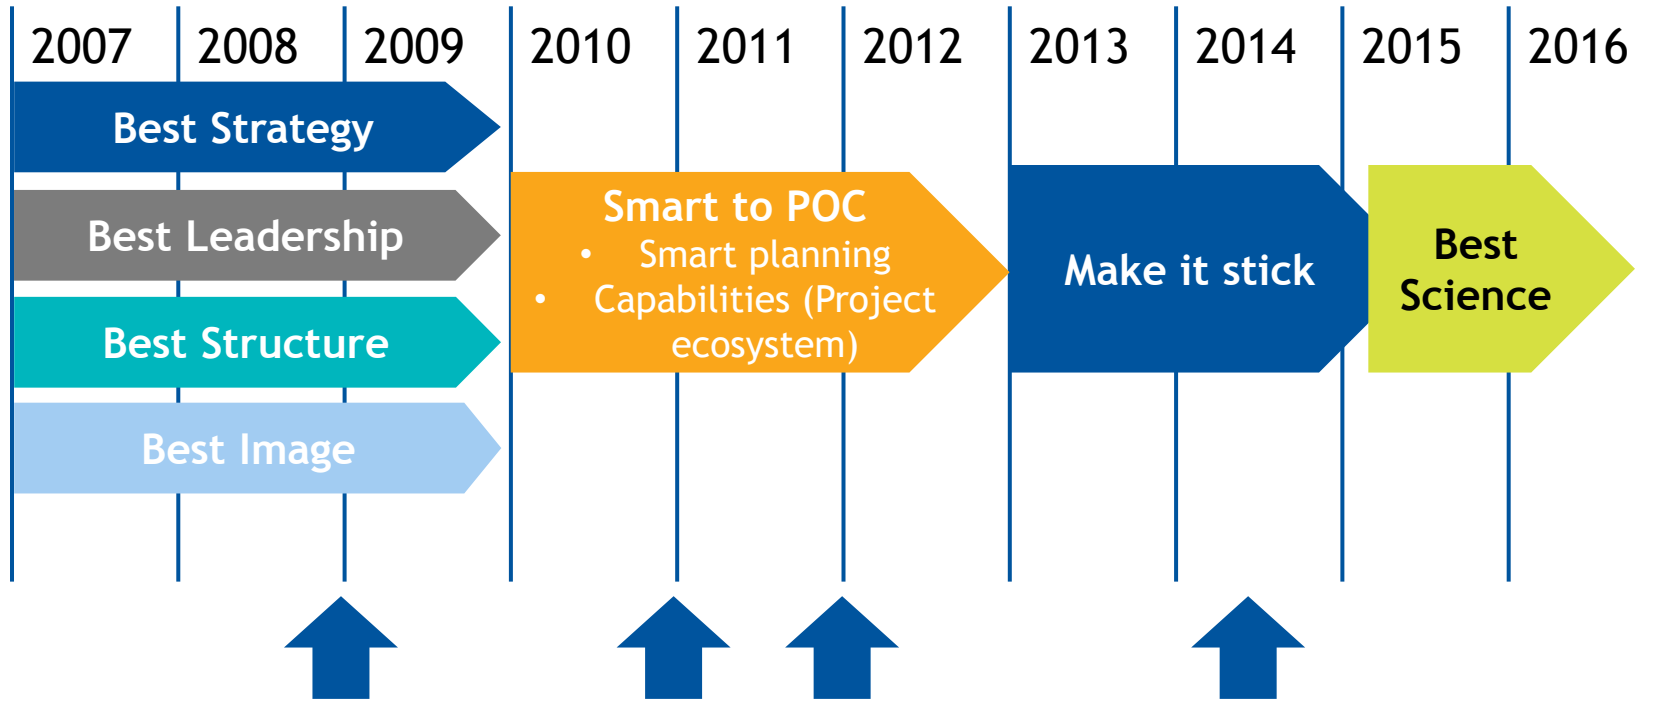 2007 2008 2009 2010 2011 2012 2013 2014 2015 2016
Best Strategy
Best Leadership
Best Structure
Best Image
Smart to POC
• Smart planning
• Capabilities (Project
ecosystem)
Make it stick
Best
Science